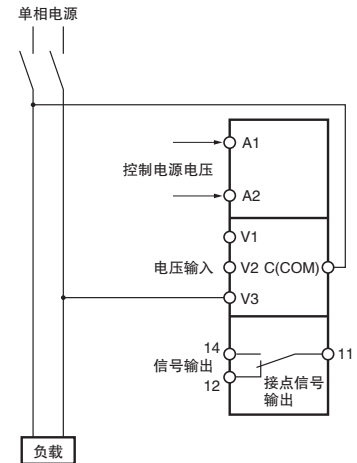 单相电源
A1
控制电源电压
A2
V1
电压输入
V2 C(COM)
V3
14
11
信号输出
12
接点信号
输出
负载